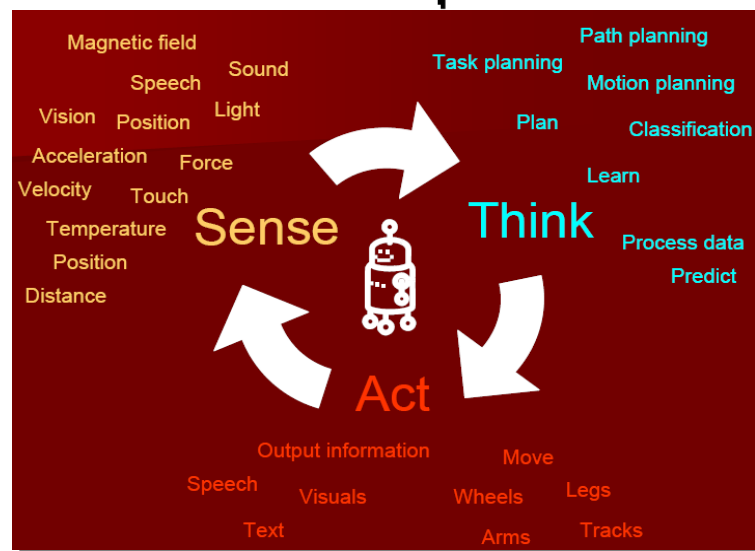 Magnetic field
Sound
Speech
Light
Vision
Position
Acceleration
Force
Velocity
Touch
Temperature
Position
Distance
Sense
Path planning
Task planning
Motion planning
Plan
Classification
Learn
Think
Process data
Predict
Act
Output information
Move
Speech
Visuals
Wheels
Legs
Text
Arms
Tracks